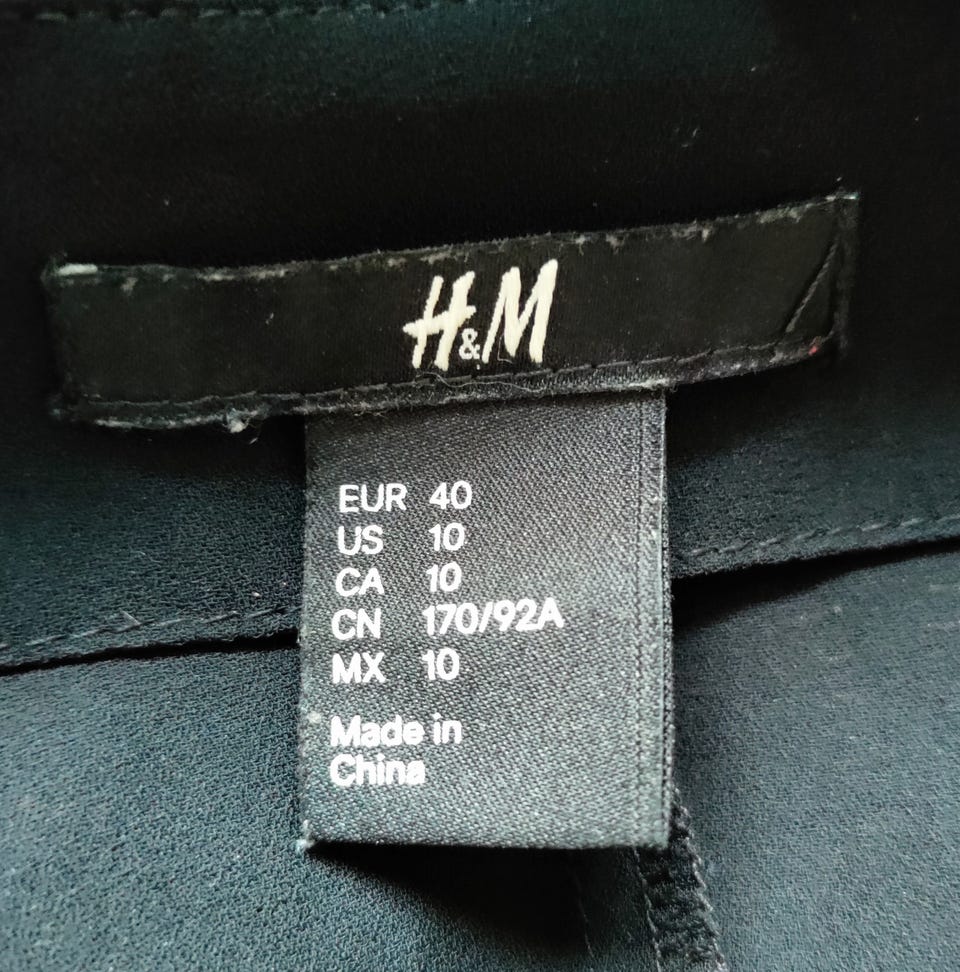 H&M
EUR 40
US 10
CA 10
CN 170/92A
MX 10
Made in
China